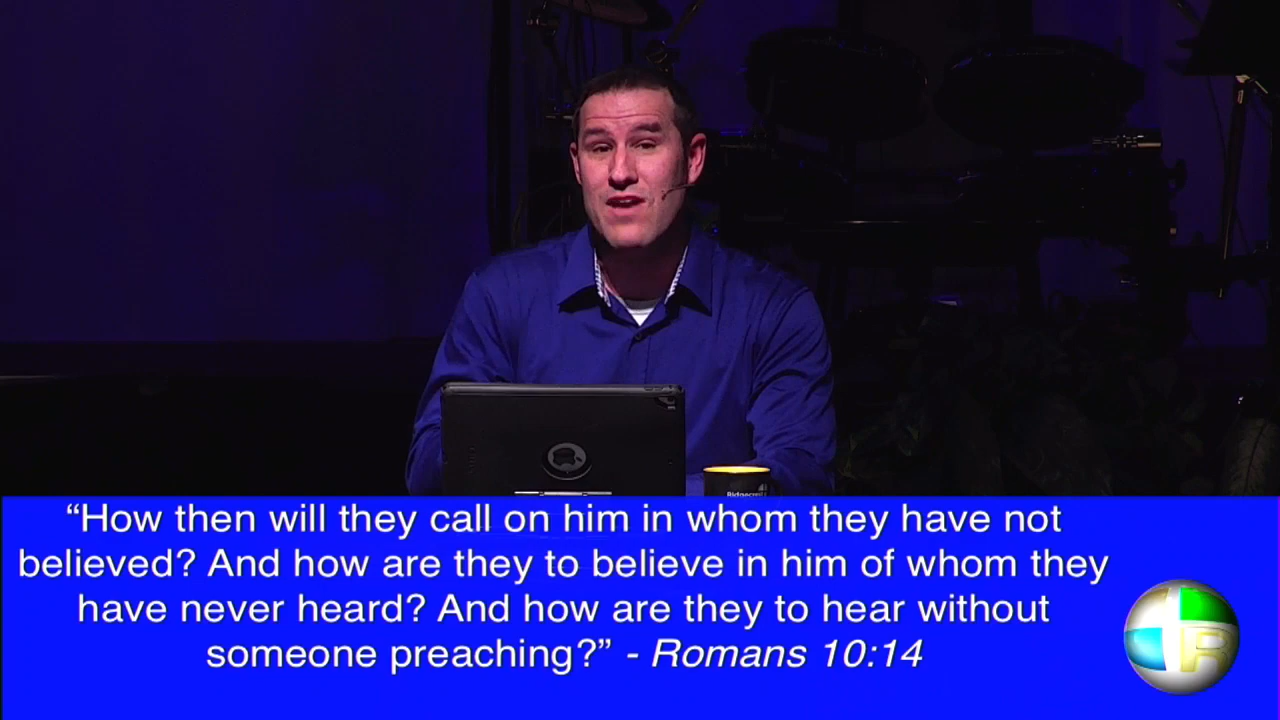 “How then will they call on him in whom they have not
believed? And how are they to believe in him of whom they
have never heard? And how are they to hear without
someone preaching?” - Romans 10:14
R